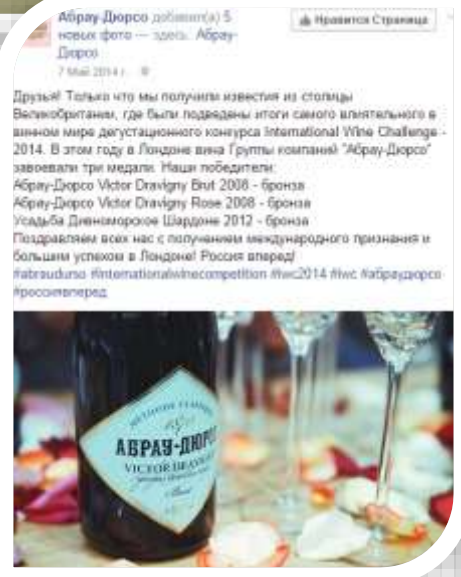 Абрау-Дюрсо добавил(а) 5
новых фото — здесь: Абрау-
Дюрсо
Нравится Страница
7 Май 2014 г.
Друзья! Только что мы получили известия из столицы
Великобритании, где были подведены итоги самого влиятельного в
винном мире дегустационного конкурса International Wine Challenge -
2014. В этом году в Лондоне вина Группы компаний "Абрау-Дюрсо"
завоевали три медали. Наши победители:
Абрау-Дюрсо Victor Dravigny Brut 2008 - бронза
Абрау-Дюрсо Victor Dravigny Rose 2008 - бронза
Усадьба Дивноморское Шардоне 2012 - бронза
Поздравляем всех нас с получением международного признания и
большим успехом в Лондоне! Россия вперед!
#abraudurso #internationalwinecompetition #iwc2014 #iwc #абраудюрсо
#россиявперед
АБРАУ-ДЮРСО
VICTOR DRAVIGNY
Brut